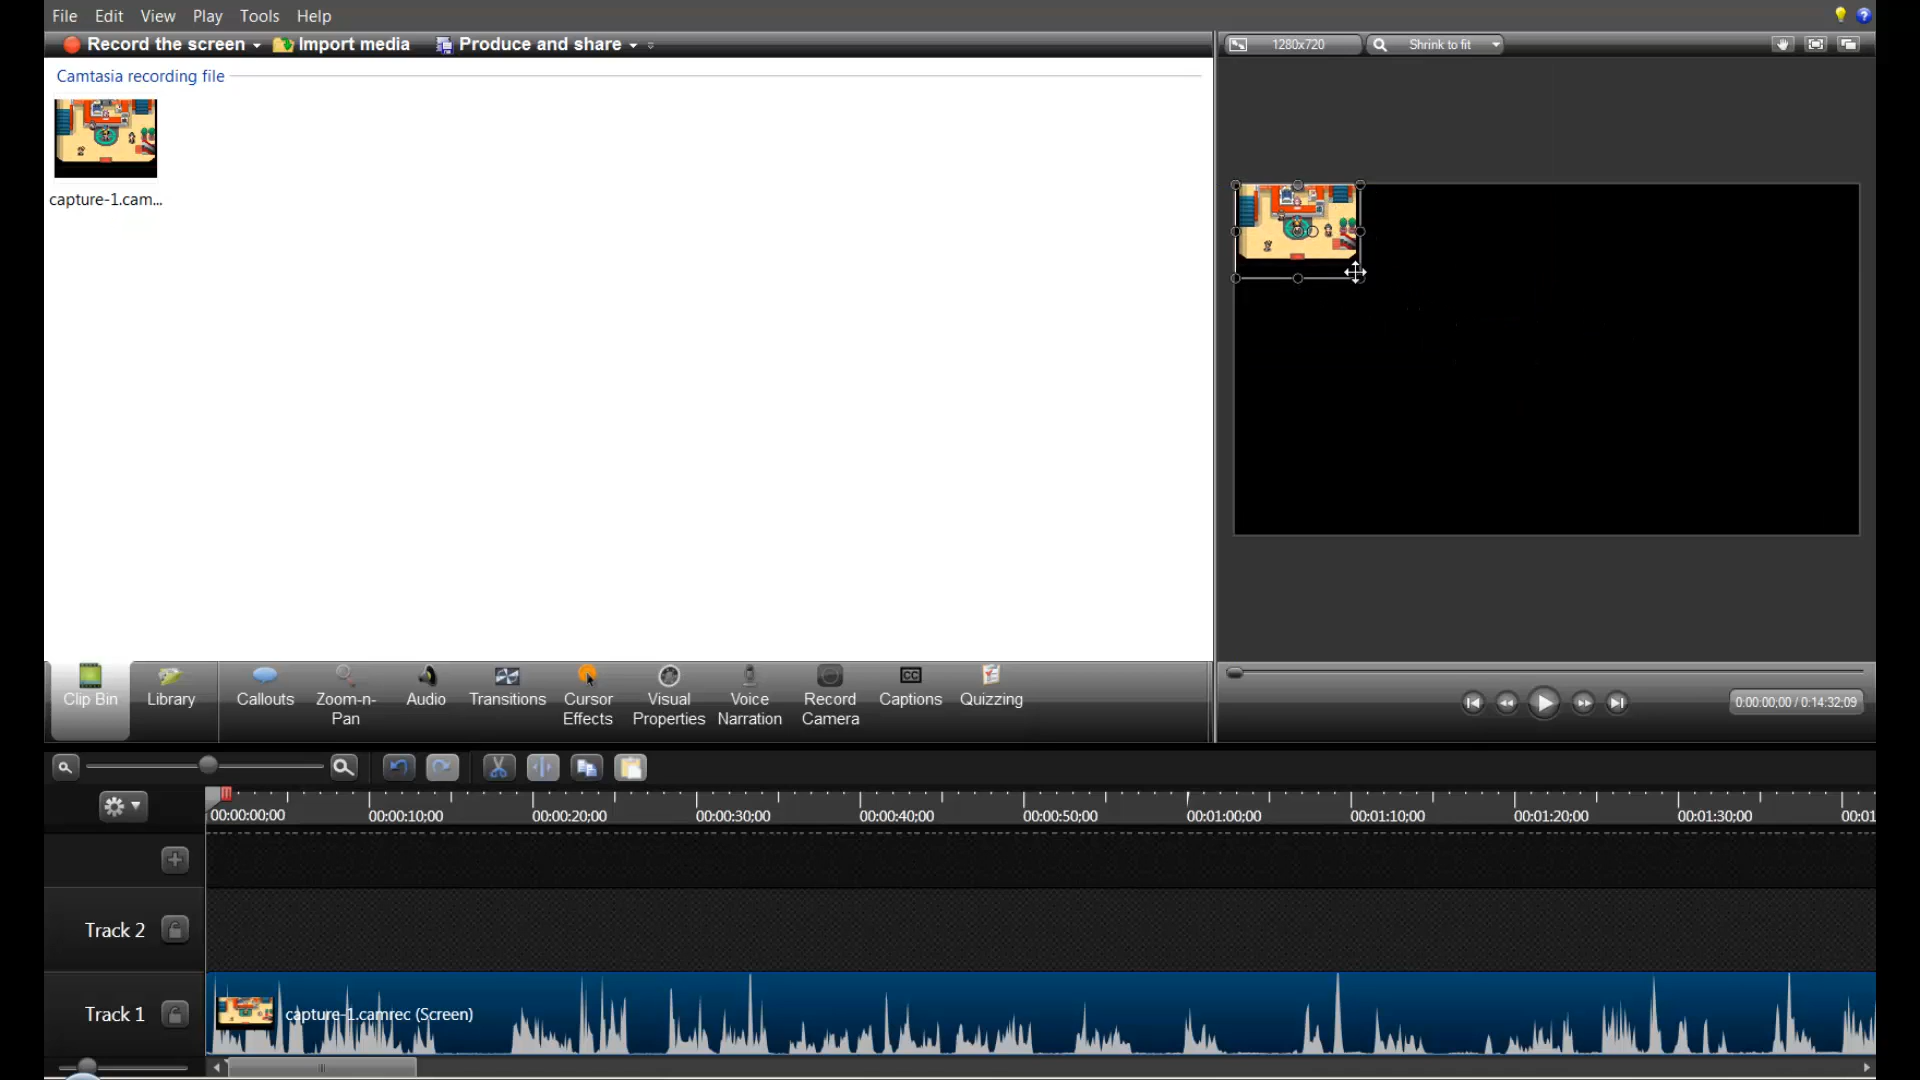 File Edit View Play Tools Help
Record the screen Import media Produce and share 1280x720 Shrink to fit
Camtasia recording file
capture-1.cam...
Clip Bin Library Callouts Zoom-n-Pan Audio Transitions Cursor Effects Visual Properties Voice Narration Record Camera Captions CC Quizzing
0:00:00;00 / 0:14:32;09
00:00:00;00 00:00:10;00 00:00:20;00 00:00:30;00 00:00:40;00 00:00:50;00 00:01:00;00 00:01:10;00 00:01:20;00 00:01:30;00 00:01
Track 2
Track 1 capture-1.camrec (Screen)